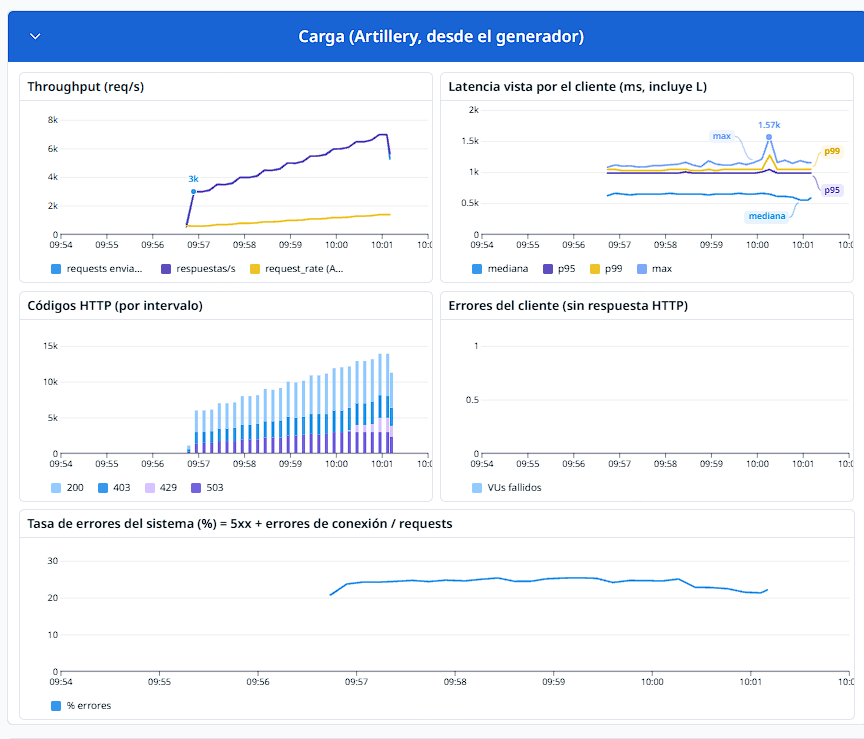 Carga (Artillery, desde el generador)
Throughput (req/s)
8k
6k
4k
2k
0
3k
09:54 09:55 09:56 09:57 09:58 09:59 10:00 10:01 10:0
requests envia... respuestas/s request_rate (A...
Latencia vista por el cliente (ms, incluye L)
2k
1.5k
1k
0.5k
0
1.57k
max
p99
p95
mediana
09:54 09:55 09:56 09:57 09:58 09:59 10:00 10:01 10:0
mediana p95 p99 max
Códigos HTTP (por intervalo)
15k
10k
5k
0
09:54 09:55 09:56 09:57 09:58 09:59 10:00 10:01 10:0
200 403 429 503
Errores del cliente (sin respuesta HTTP)
1
0.5
0
09:54 09:55 09:56 09:57 09:58 09:59 10:00 10:01 10:0
VUs fallidos
Tasa de errores del sistema (%) = 5xx + errores de conexión / requests
30
20
10
0
09:54 09:55 09:56 09:57 09:58 09:59 10:00 10:01 10:0
% errores